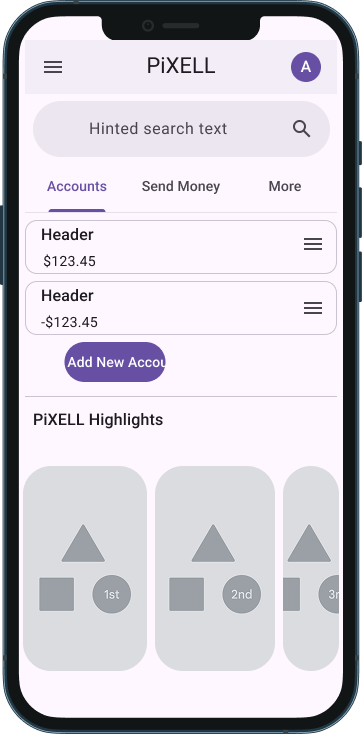 PiXELL
A
Hinted search text
Accounts Send Money More
Header
$123.45
Header
-$123.45
Add New Accou
PiXELL Highlights
1st 2nd 3r